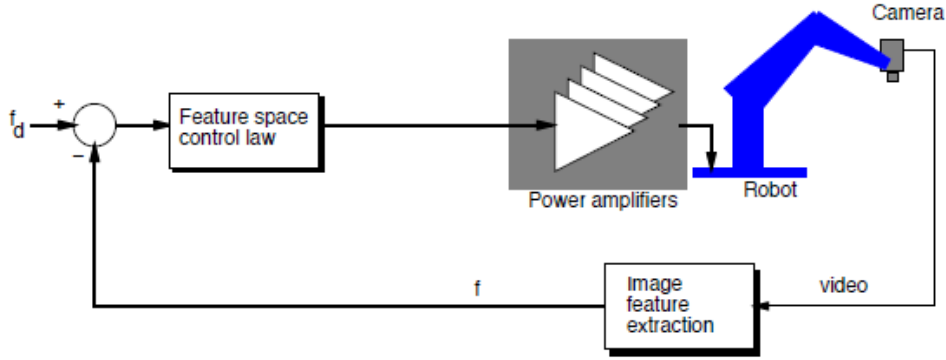 Camera
+
f
d
−
Feature space
control law
Power amplifiers
Robot
f
Image
feature
extraction
video